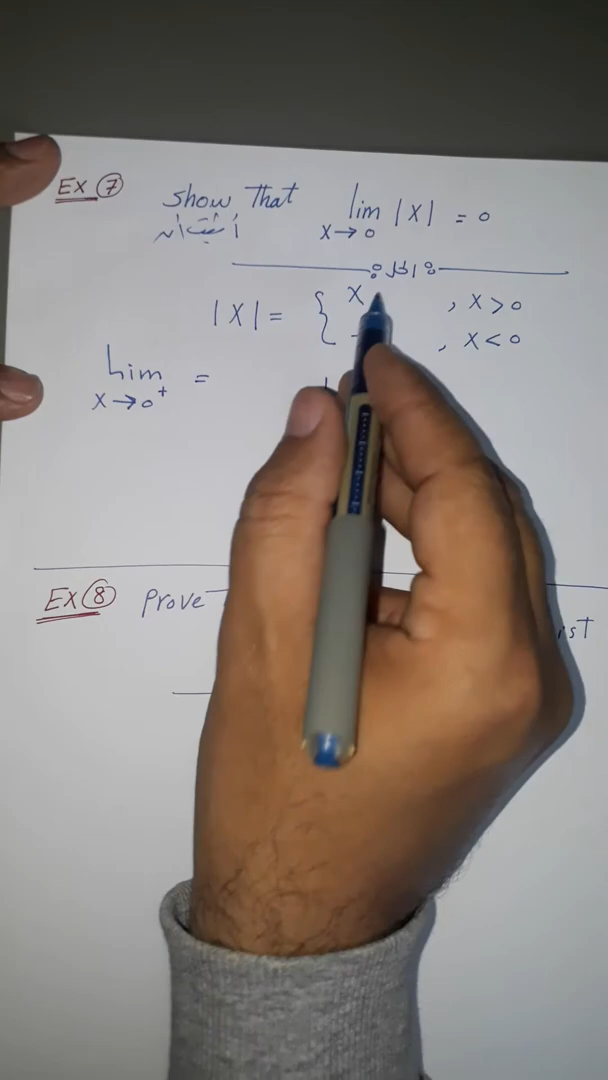 EX 7 show That lim |X| = 0
X→0
أثبت أن
الحل
|X| = { X , X > 0
- , X < 0
Lim =
X→0⁺
EX 8 Prove